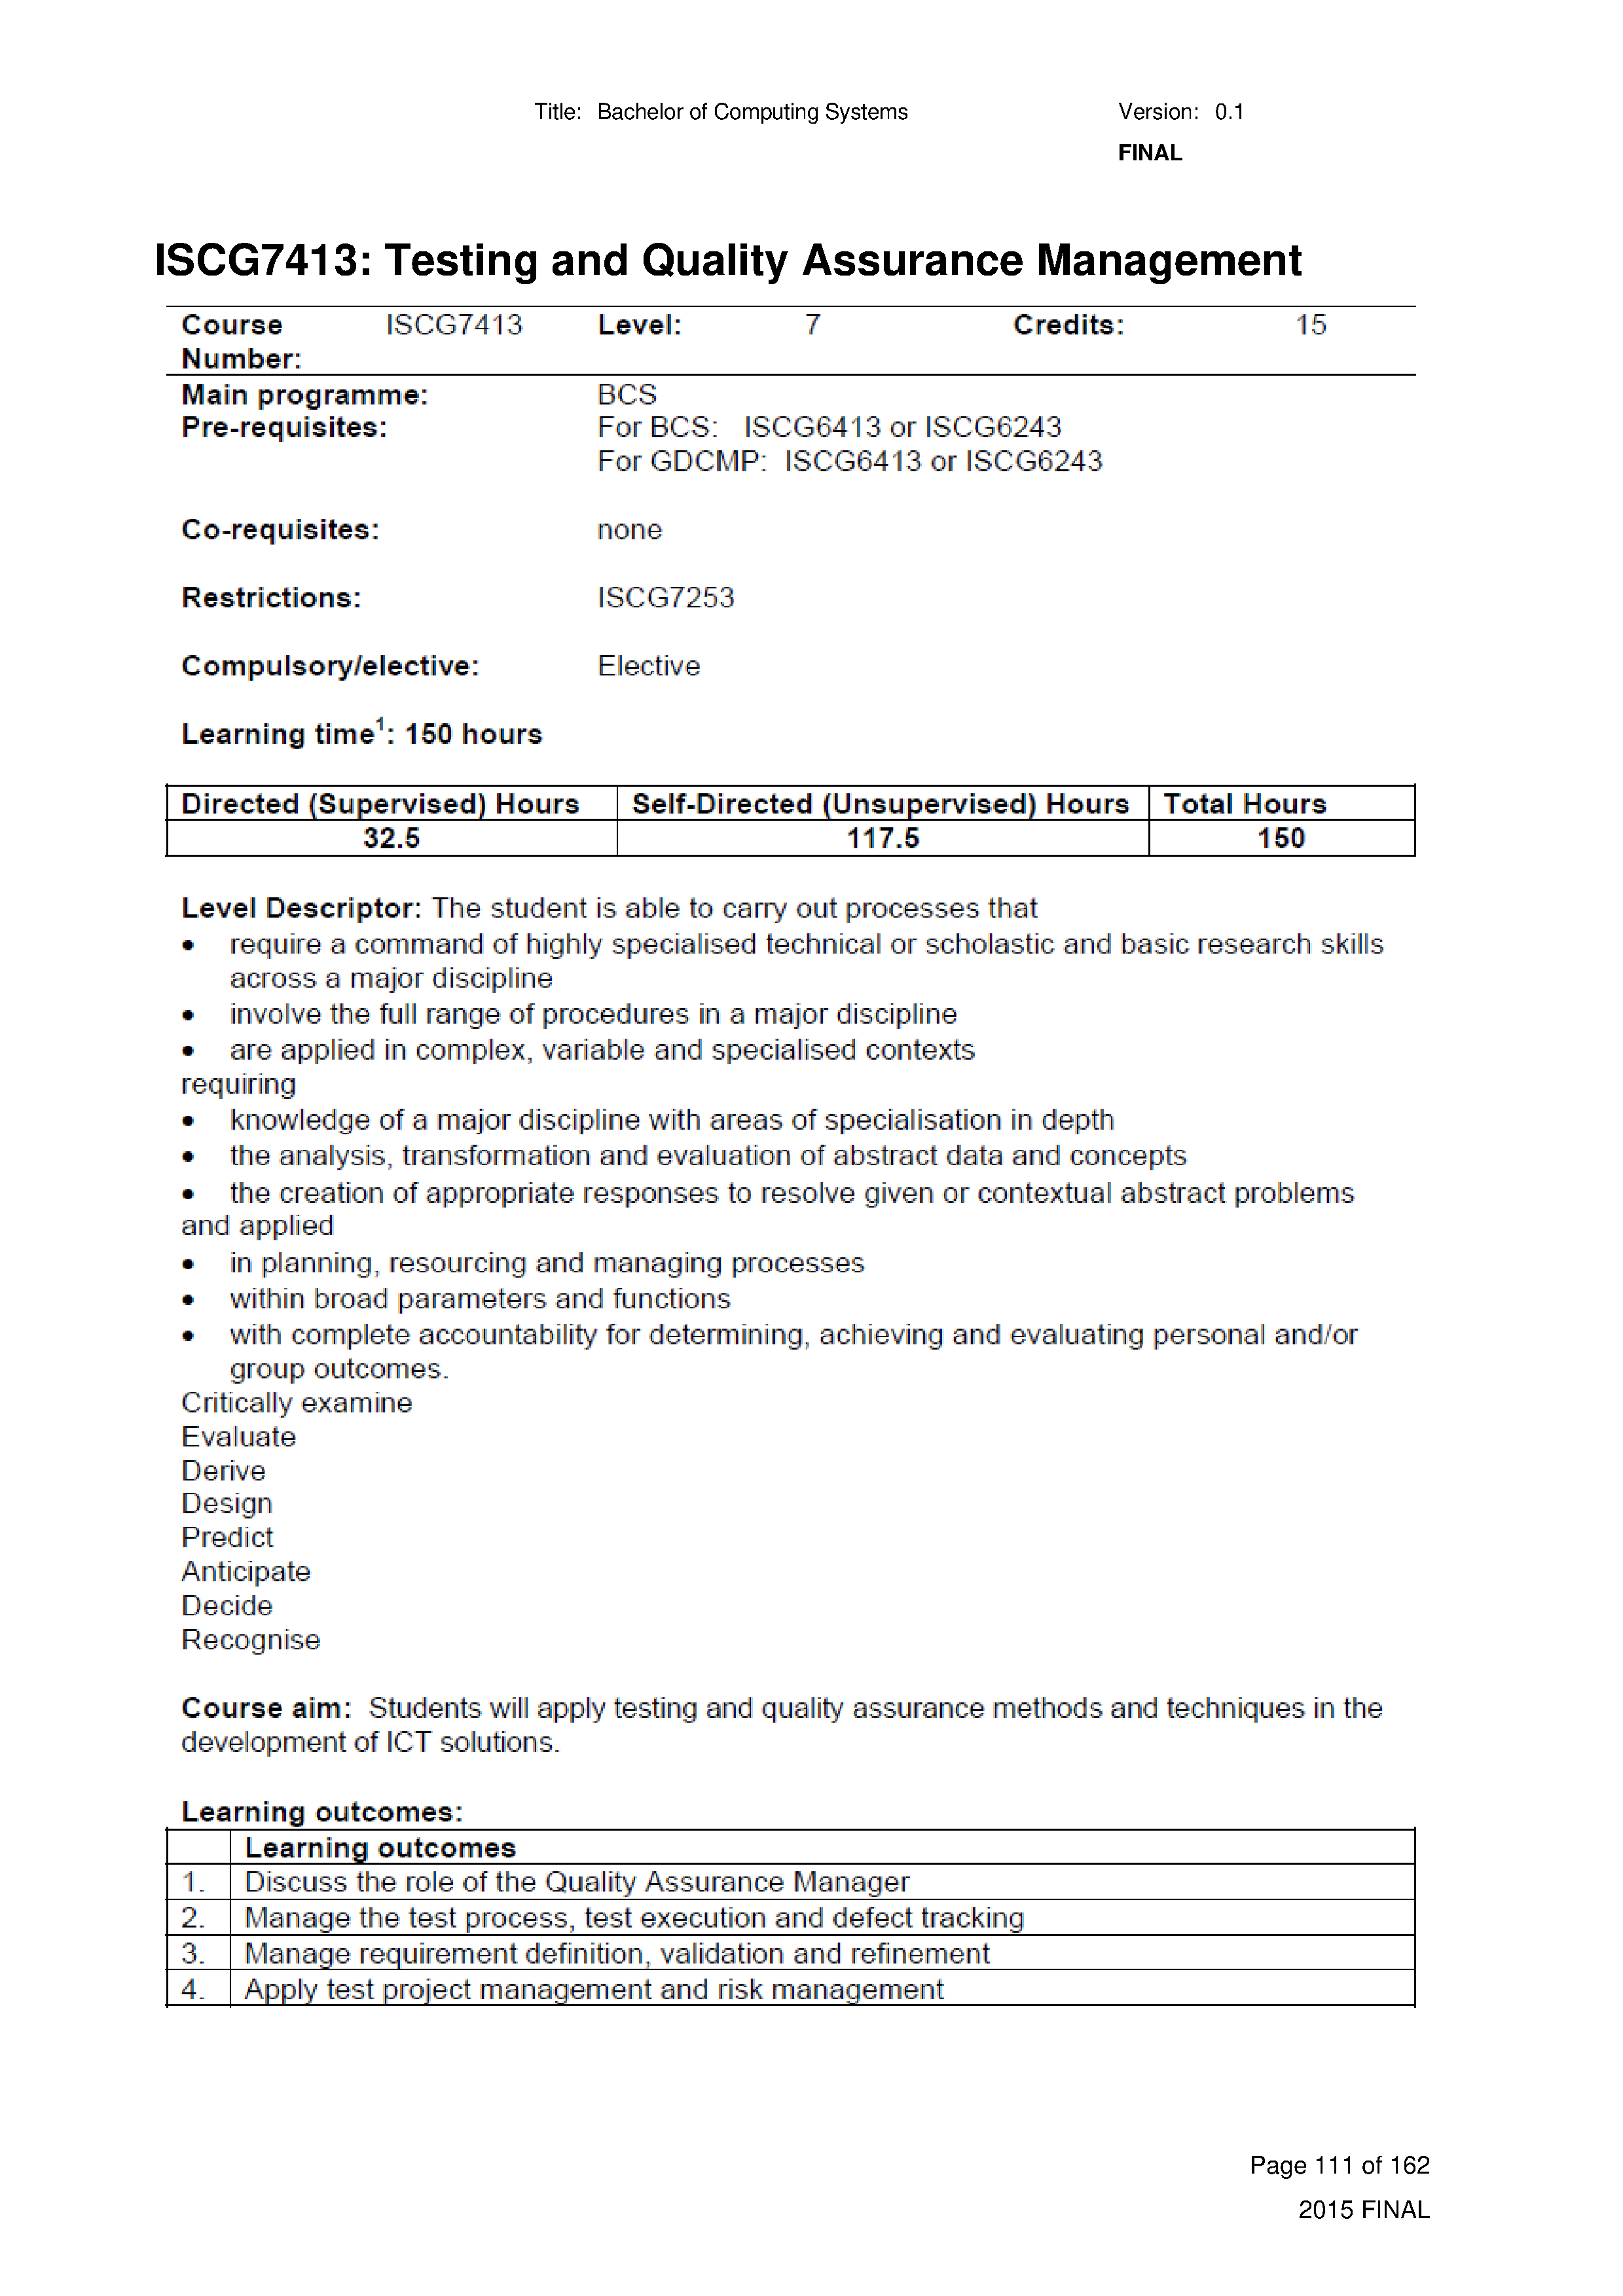 Title: Bachelor of Computing Systems Version: 0.1
FINAL
ISCG7413: Testing and Quality Assurance Management
Course ISCG7413 Level: 7 Credits: 15
Number:
Main programme: BCS
Pre-requisites: For BCS: ISCG6413 or ISCG6243
For GDCMP: ISCG6413 or ISCG6243
Co-requisites: none
Restrictions: ISCG7253
Compulsory/elective: Elective
Learning time¹: 150 hours
Directed (Supervised) Hours Self-Directed (Unsupervised) Hours Total Hours
32.5 117.5 150
Level Descriptor: The student is able to carry out processes that
• require a command of highly specialised technical or scholastic and basic research skills
across a major discipline
• involve the full range of procedures in a major discipline
• are applied in complex, variable and specialised contexts
requiring
• knowledge of a major discipline with areas of specialisation in depth
• the analysis, transformation and evaluation of abstract data and concepts
• the creation of appropriate responses to resolve given or contextual abstract problems
and applied
• in planning, resourcing and managing processes
• within broad parameters and functions
• with complete accountability for determining, achieving and evaluating personal and/or
group outcomes.
Critically examine
Evaluate
Derive
Design
Predict
Anticipate
Decide
Recognise
Course aim: Students will apply testing and quality assurance methods and techniques in the
development of ICT solutions.
Learning outcomes:
Learning outcomes
1. Discuss the role of the Quality Assurance Manager
2. Manage the test process, test execution and defect tracking
3. Manage requirement definition, validation and refinement
4. Apply test project management and risk management
Page 111 of 162
2015 FINAL